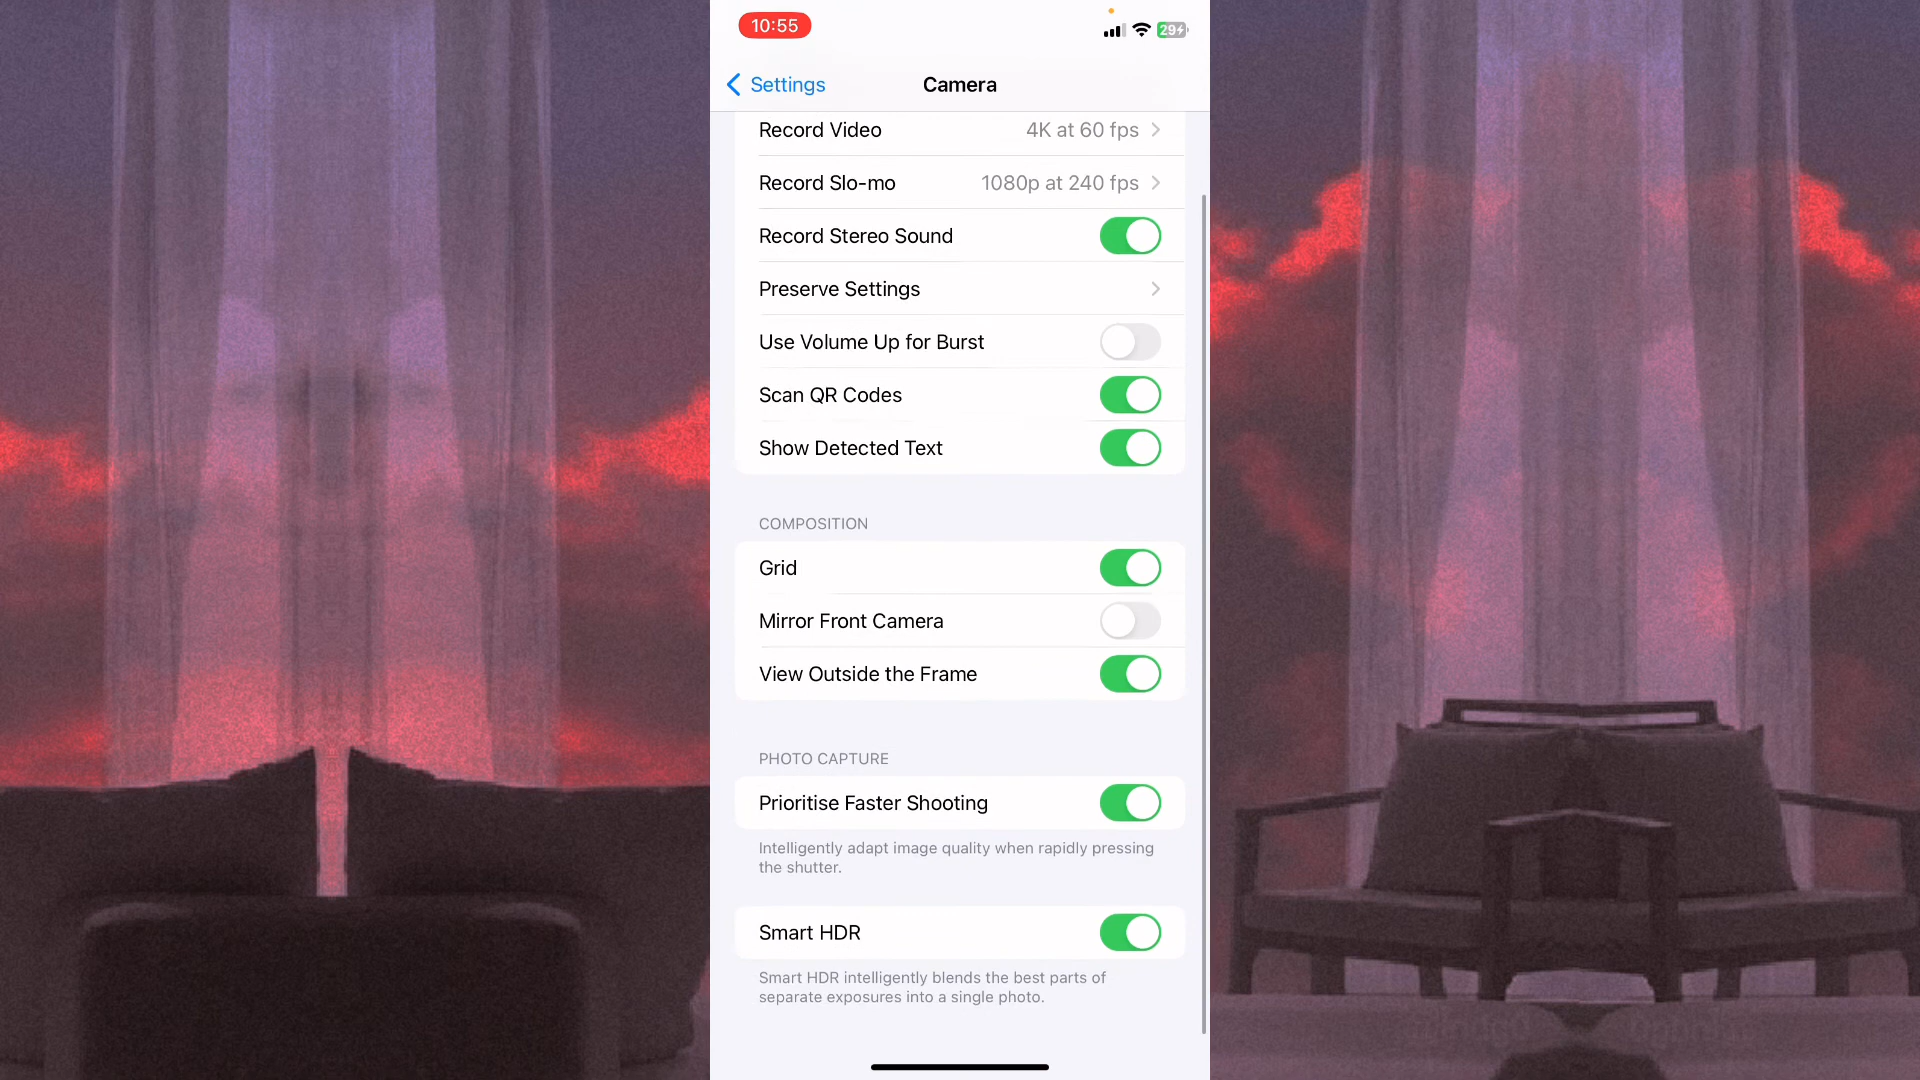 10:55
29
Settings
Camera
Record Video 4K at 60 fps
Record Slo-mo 1080p at 240 fps
Record Stereo Sound
Preserve Settings
Use Volume Up for Burst
Scan QR Codes
Show Detected Text
COMPOSITION
Grid
Mirror Front Camera
View Outside the Frame
PHOTO CAPTURE
Prioritise Faster Shooting
Intelligently adapt image quality when rapidly pressing
the shutter.
Smart HDR
Smart HDR intelligently blends the best parts of
separate exposures into a single photo.